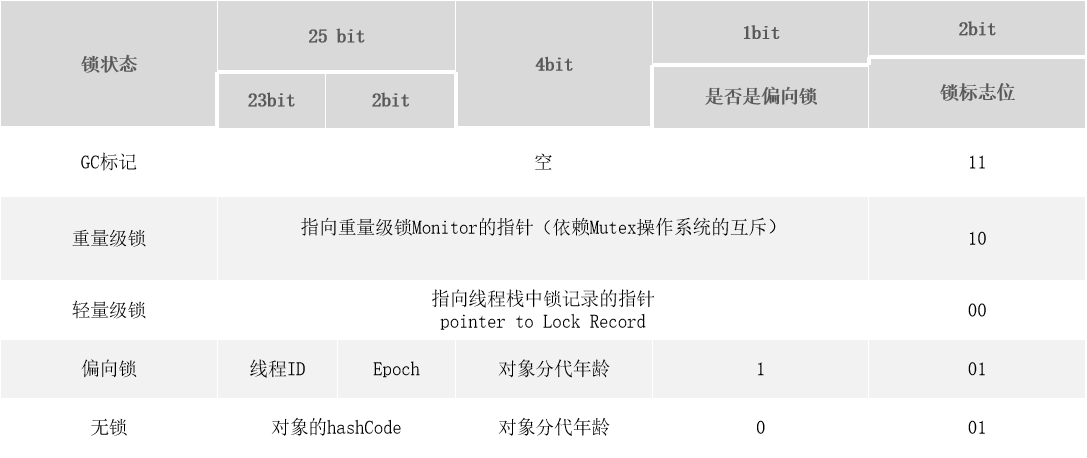 锁状态
25 bit
4bit
1bit
2bit
23bit
2bit
是否是偏向锁
锁标志位
GC标记
空
11
重量级锁
指向重量级锁Monitor的指针（依赖Mutex操作系统的互斥）
10
轻量级锁
指向线程栈中锁记录的指针
pointer to Lock Record
00
偏向锁
线程ID
Epoch
对象分代年龄
1
01
无锁
对象的hashCode
对象分代年龄
0
01